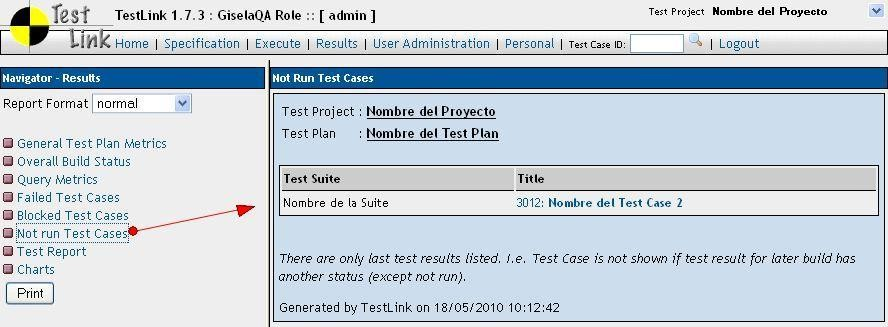 Test Link
TestLink 1.7.3 : GiselaQA Role :: [ admin ]
Test Project Nombre del Proyecto
Home | Specification | Execute | Results | User Administration | Personal | Test Case ID: | Logout
Navigator - Results
Report Format normal
General Test Plan Metrics
Overall Build Status
Query Metrics
Failed Test Cases
Blocked Test Cases
Not run Test Cases
Test Report
Charts
Print
Not Run Test Cases
Test Project : Nombre del Proyecto
Test Plan : Nombre del Test Plan
Test Suite Title
Nombre de la Suite 3012: Nombre del Test Case 2
There are only last test results listed. I.e. Test Case is not shown if test result for later build has
another status (except not run).
Generated by TestLink on 18/05/2010 10:12:42